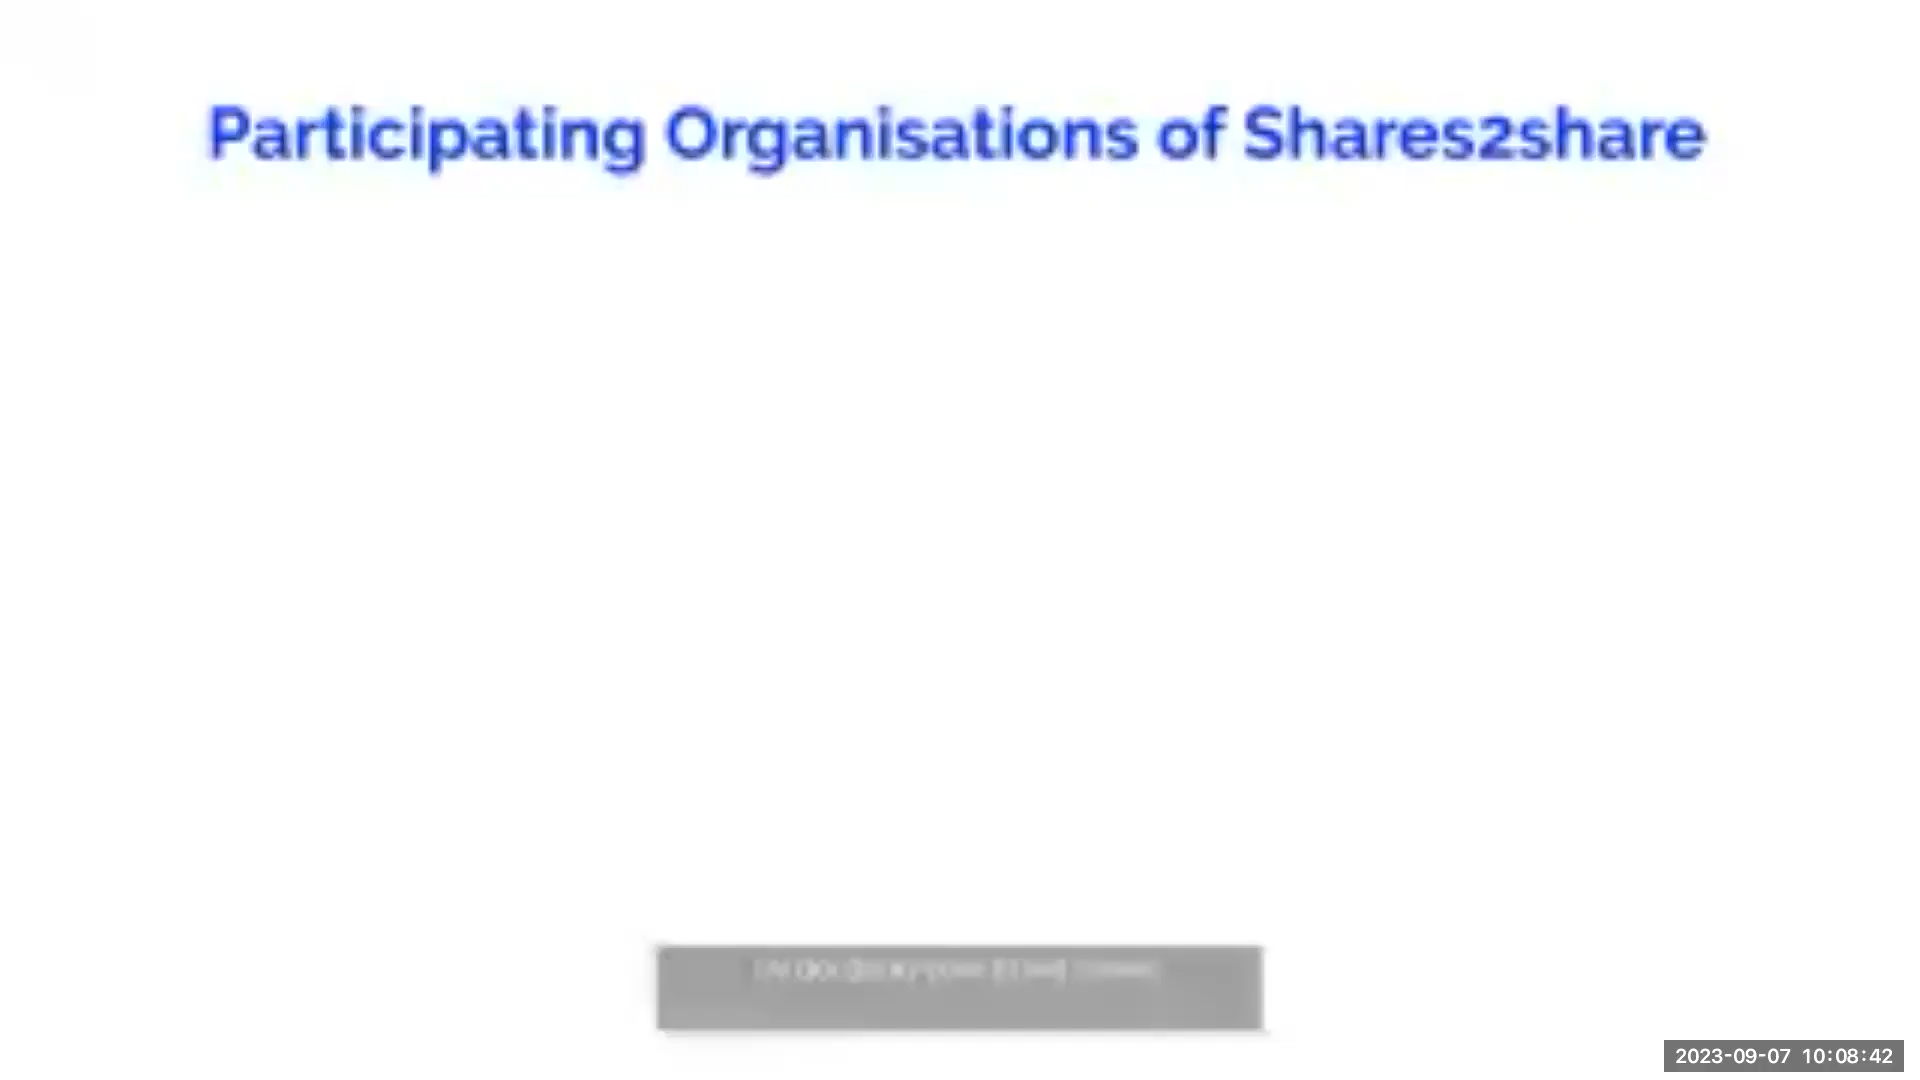 Participating Organisations of Shares2share
2023-09-07 10:08:42